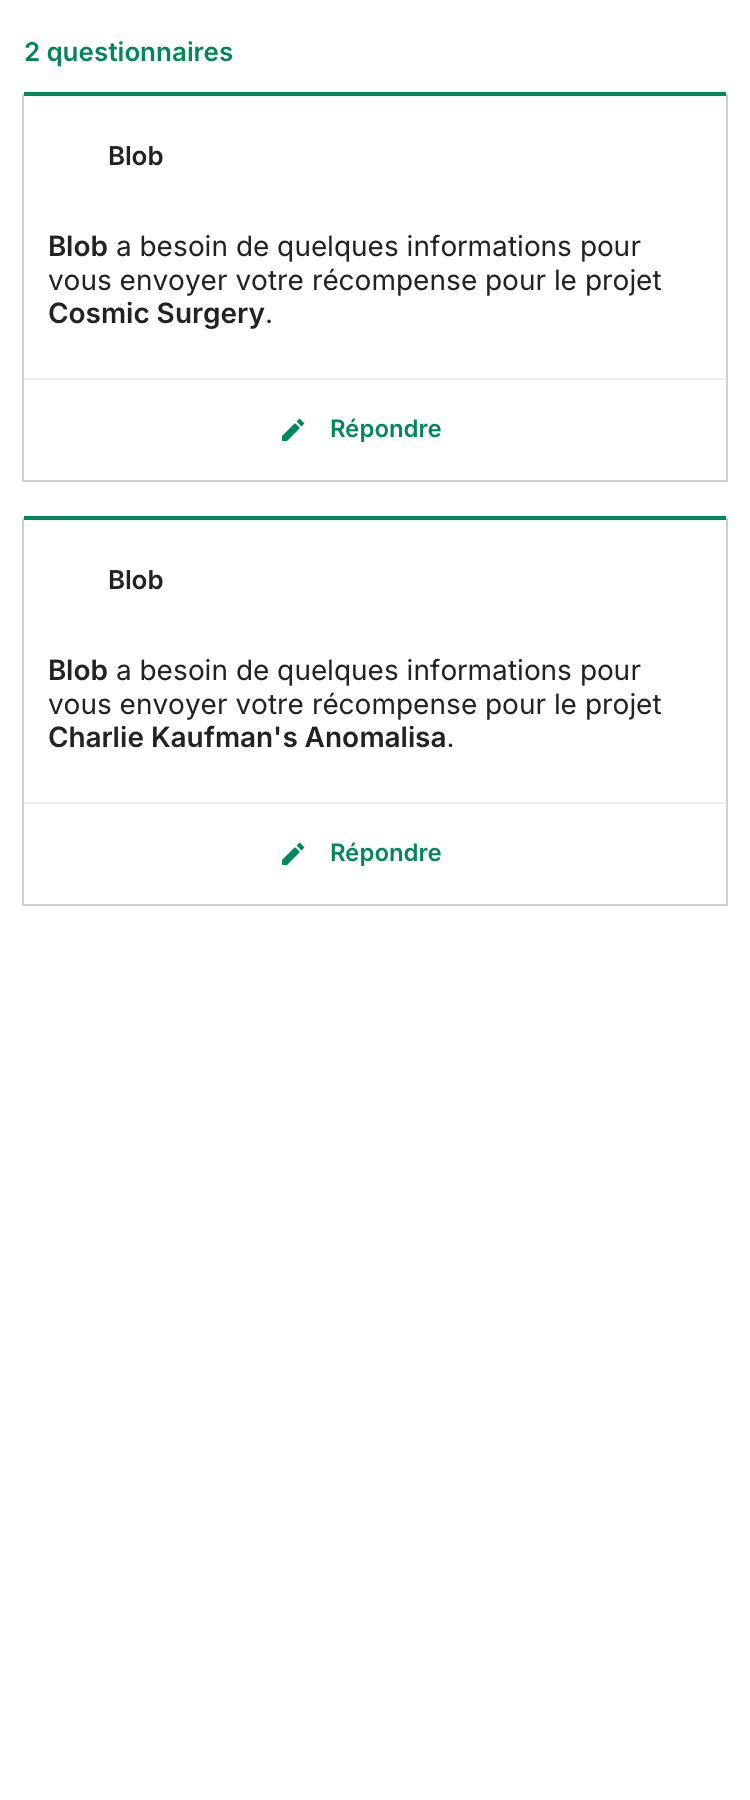 2 questionnaires
Blob
Blob a besoin de quelques informations pour
vous envoyer votre récompense pour le projet
Cosmic Surgery.
Répondre
Blob
Blob a besoin de quelques informations pour
vous envoyer votre récompense pour le projet
Charlie Kaufman's Anomalisa.
Répondre